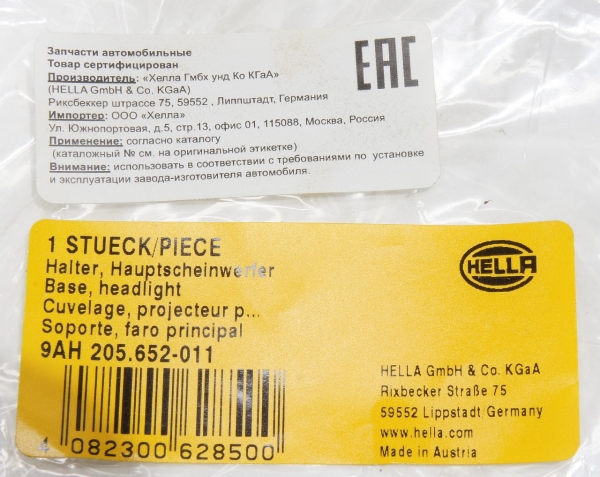 Запчасти автомобильные
Товар сертифицирован
EAC
Производитель: «Хелла Гмбх унд Ко КГаА»
(HELLA GmbH & Co. KGaA)
Риксбеккер штрассе 75, 59552 , Липпштадт, Германия
Импортер: ООО «Хелла»
Ул. Южнопортовая, д.5, стр.13, офис 01, 115088, Москва, Россия
Применение: согласно каталогу
(каталожный № см. на оригинальной этикетке)
Внимание: использовать в соответствии с требованиями по установке
и эксплуатации завода-изготовителя автомобиля.
1 STUECK/PIECE
Halter, Hauptscheinwerfer
Base, headlight
Cuvelage, projecteur p...
Soporte, faro principal
9AH 205.652-011
4 082300 628500
HELLA
HELLA GmbH & Co. KGaA
Rixbecker Straße 75
59552 Lippstadt/Germany
www.hella.com
Made in Austria